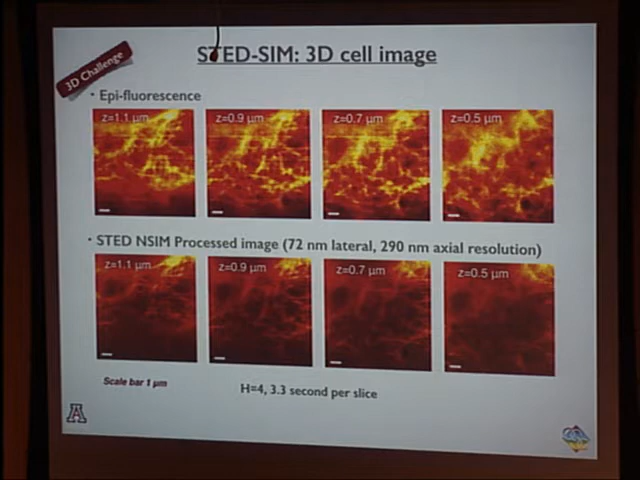 3D Challenge
STED-SIM: 3D cell image
• Epi-fluorescence
z=1.1 µm
z=0.9 µm
z=0.7 µm
z=0.5 µm
• STED NSIM Processed image (72 nm lateral, 290 nm axial resolution)
z=1.1 µm
z=0.9 µm
z=0.7 µm
z=0.5 µm
Scale bar 1 µm
H=4, 3.3 second per slice
A